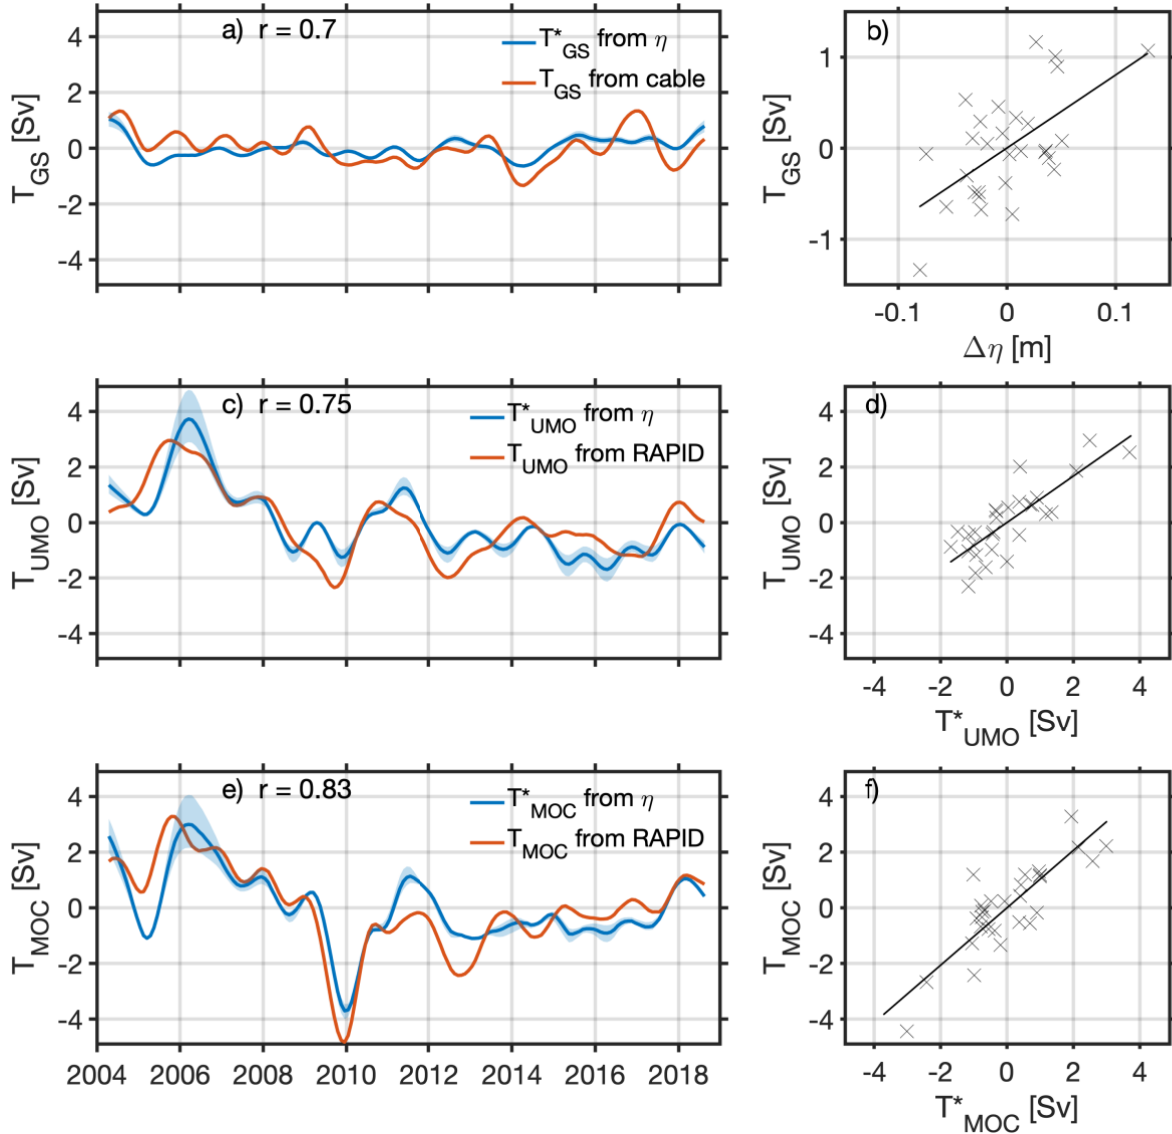 a) r = 0.7
T*GS from η
TGS from cable
4
2
0
-2
-4
TGS [Sv]
b)
1
0
-1
TGS [Sv]
-0.1 0 0.1
Δη [m]
c) r = 0.75
T*UMO from η
TUMO from RAPID
4
2
0
-2
-4
TUMO [Sv]
d)
4
2
0
-2
-4
TUMO [Sv]
-4 -2 0 2 4
T*UMO [Sv]
e) r = 0.83
T*MOC from η
TMOC from RAPID
4
2
0
-2
-4
TMOC [Sv]
2004 2006 2008 2010 2012 2014 2016 2018
f)
4
2
0
-2
-4
TMOC [Sv]
-4 -2 0 2 4
T*MOC [Sv]